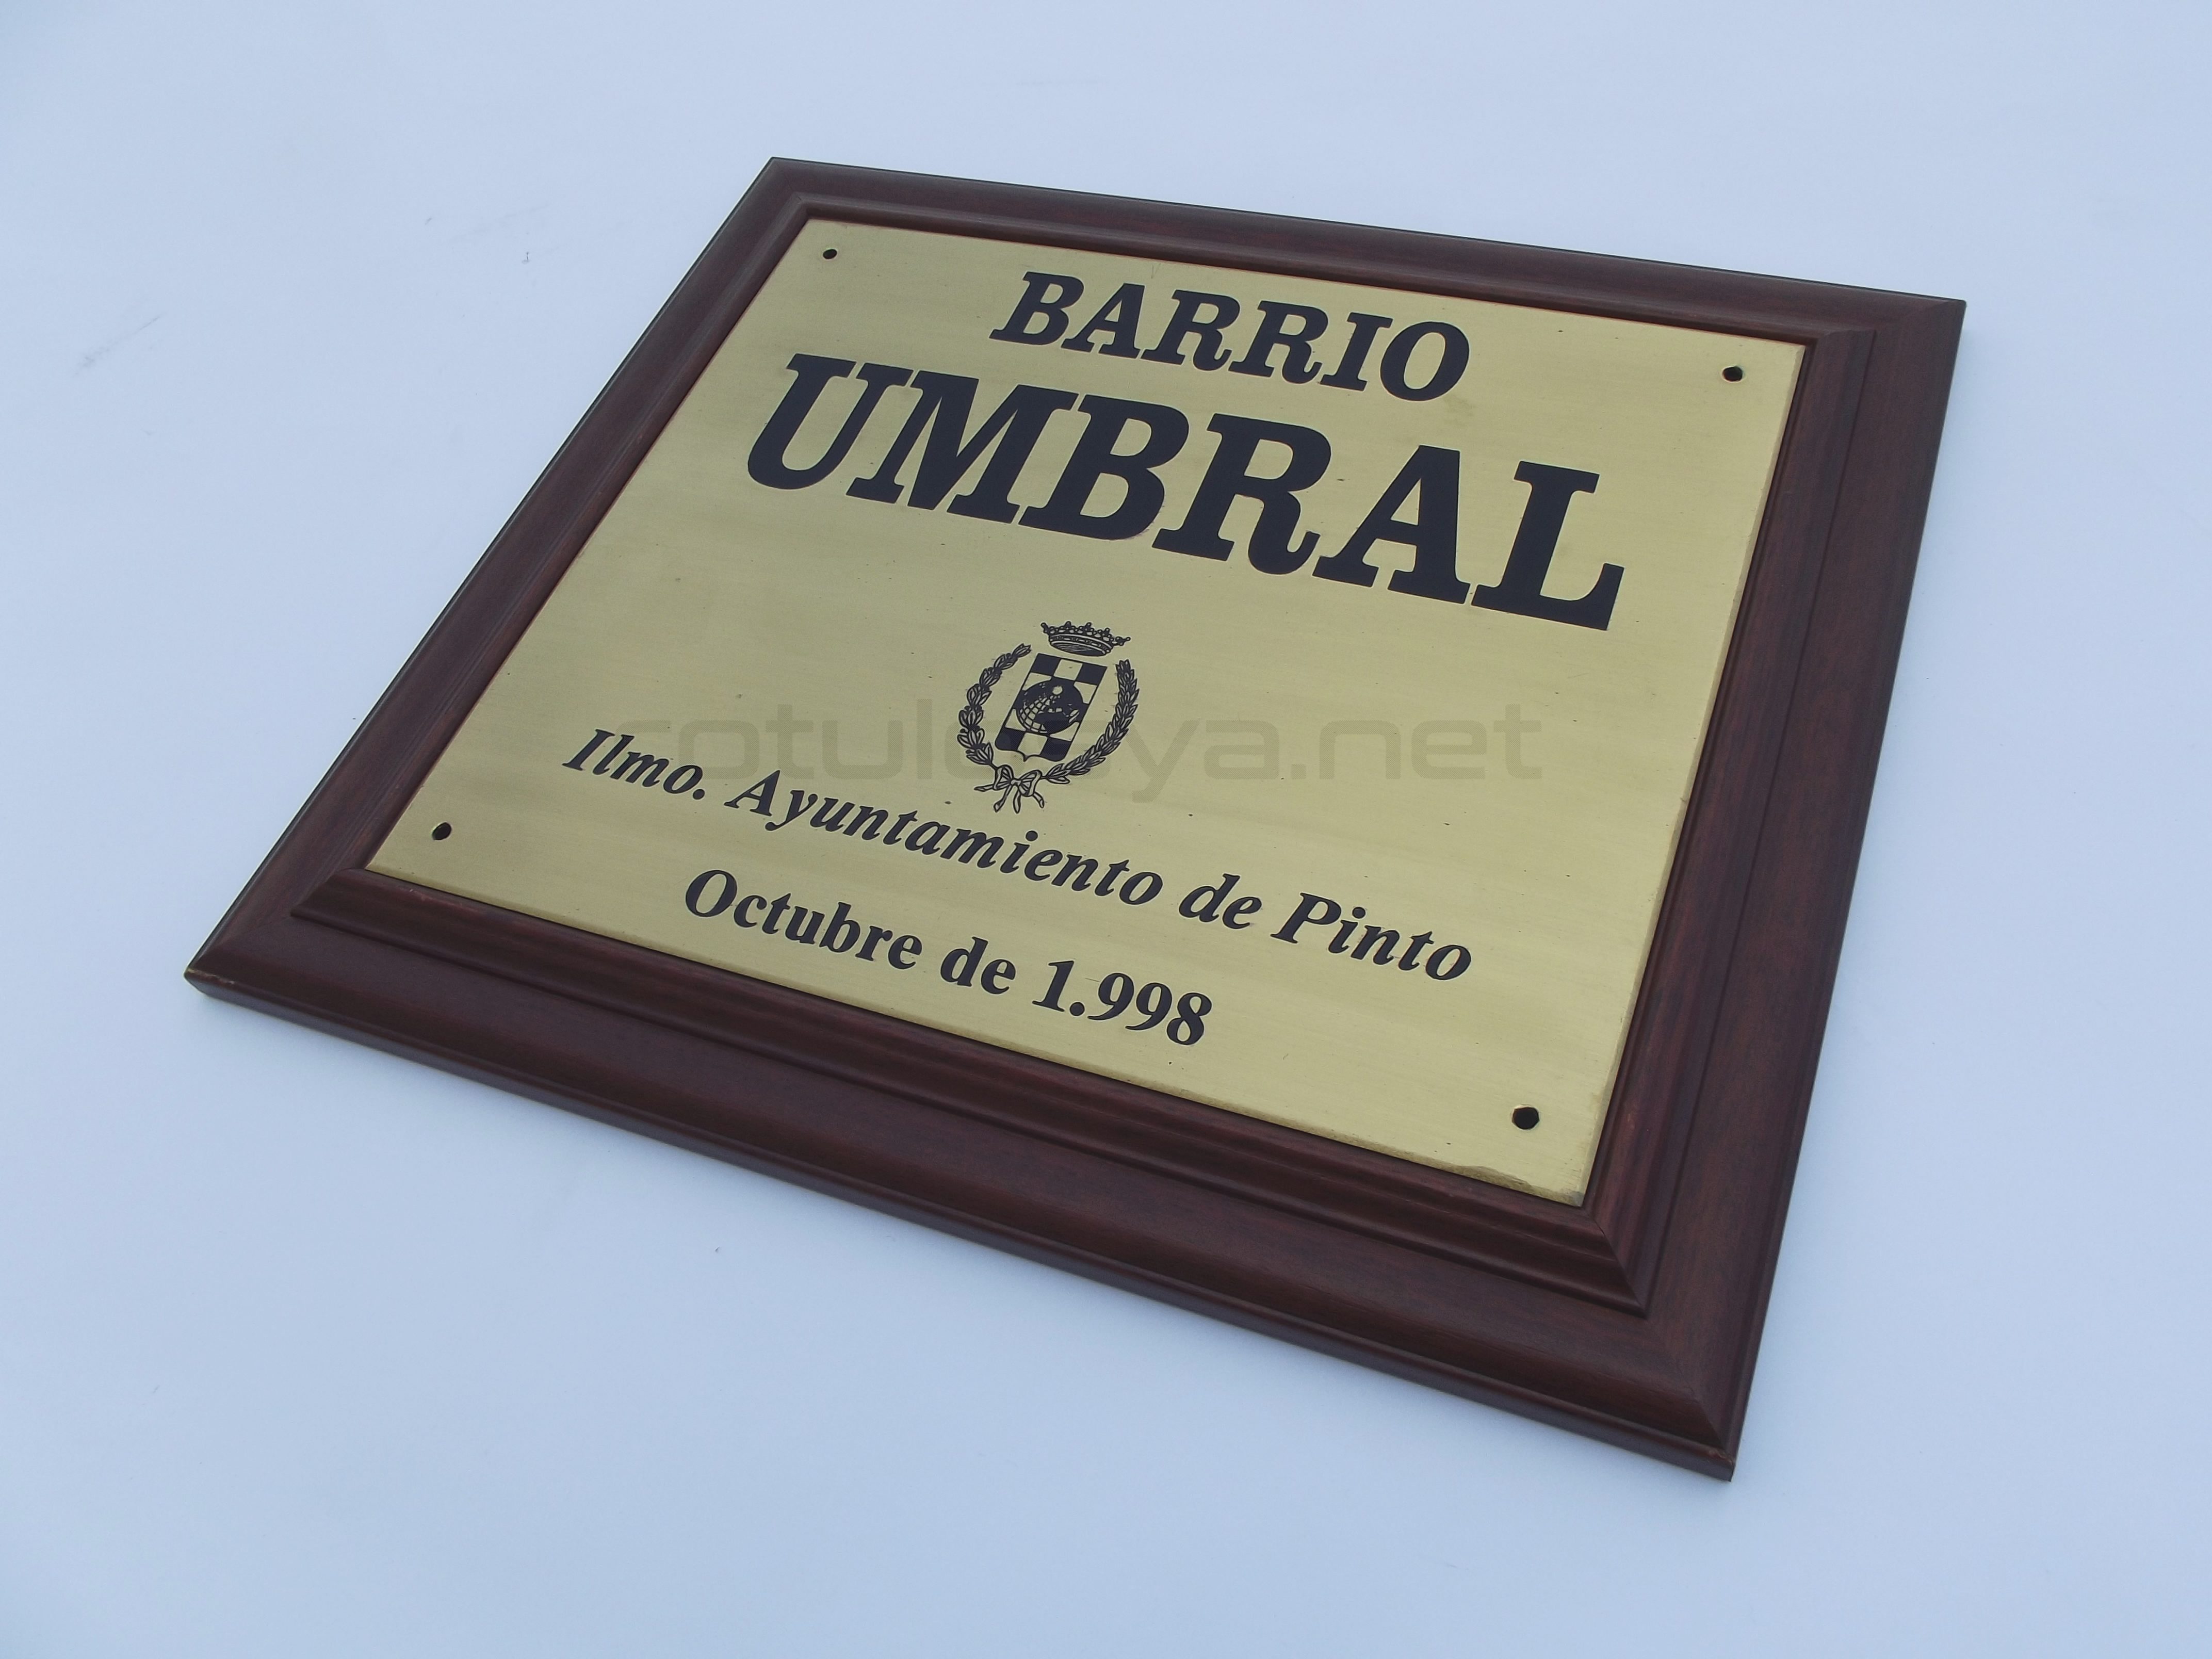 BARRIO
UMBRAL
Ilmo. Ayuntamiento de Pinto
Octubre de 1.998